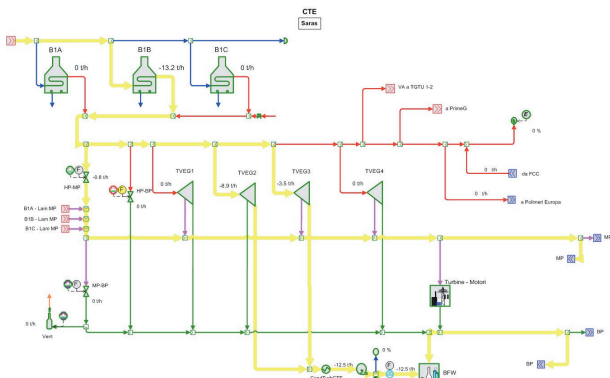 CTE
Saras
B1A
B1B
B1C
0 t/h
-13.2 t/h
0 t/h
VA a TGTU 1-2
a PrimeG
F
0 %
TVEG1
TVEG2
TVEG3
TVEG4
F
HP-MP
F
HP-BP
0 t/h
0 t/h
-8.9 t/h
-3.5 t/h
0 t/h
0 t/h
da FCC
0 t/h
a Polimeri Europa
B1A - Lam MP
B1B - Lam MP
B1C - Lam MP
MP
F
MP-BP
0 t/h
Turbine - Motori
0 t/h
Vert
BP
BP
0 %
-12.5 t/h
F
-12.5 t/h
BFW